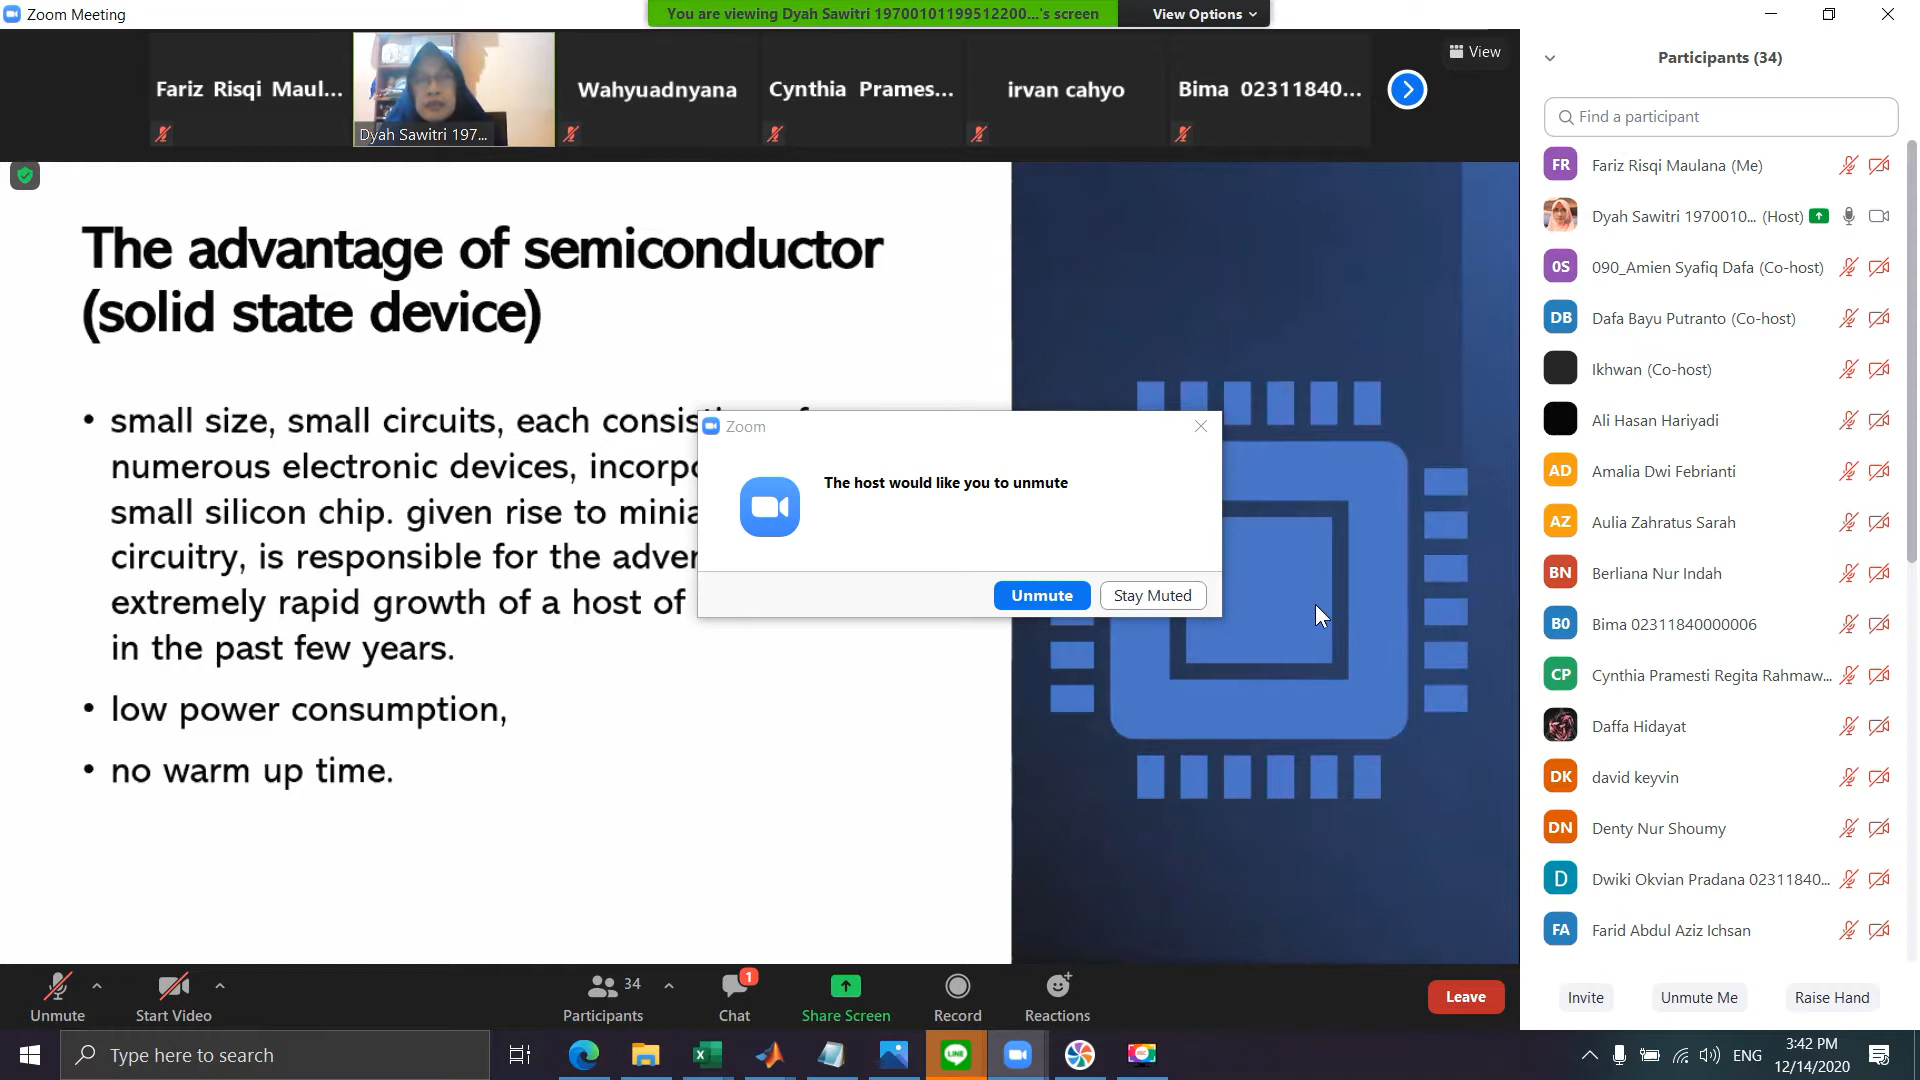 Zoom Meeting
You are viewing Dyah Sawitri 19700101199512200...'s screen
View Options
Fariz Risqi Maul...
Dyah Sawitri 197...
Wahyuadnyana
Cynthia Prames...
irvan cahyo
Bima 02311840...
View
The advantage of semiconductor
(solid state device)
• small size, small circuits, each consis
numerous electronic devices, incorp
small silicon chip. given rise to minia
circuitry, is responsible for the adve
extremely rapid growth of a host of
in the past few years.
• low power consumption,
• no warm up time.
Zoom
The host would like you to unmute
Unmute
Stay Muted
Participants (34)
Find a participant
FR Fariz Risqi Maulana (Me)
Dyah Sawitri 1970010... (Host)
0S 090_Amien Syafiq Dafa (Co-host)
DB Dafa Bayu Putranto (Co-host)
Ikhwan (Co-host)
Ali Hasan Hariyadi
AD Amalia Dwi Febrianti
AZ Aulia Zahratus Sarah
BN Berliana Nur Indah
B0 Bima 02311840000006
CP Cynthia Pramesti Regita Rahmaw...
Daffa Hidayat
DK david keyvin
DN Denty Nur Shoumy
D Dwiki Okvian Pradana 02311840...
FA Farid Abdul Aziz Ichsan
Invite
Unmute Me
Raise Hand
Unmute
Start Video
34
Participants
1
Chat
Share Screen
Record
Reactions
Leave
Type here to search
LINE
REC
ENG
3:42 PM
12/14/2020